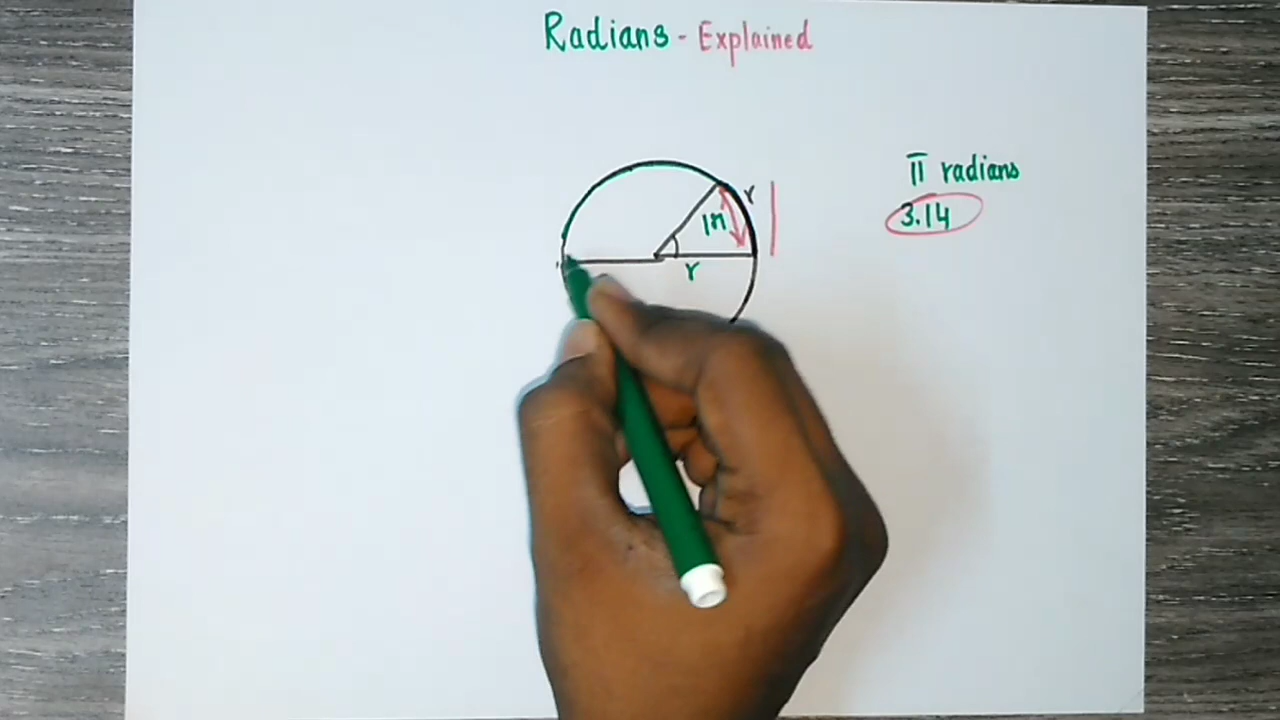 Radians - Explained
π radians
3.14
r
1r
r